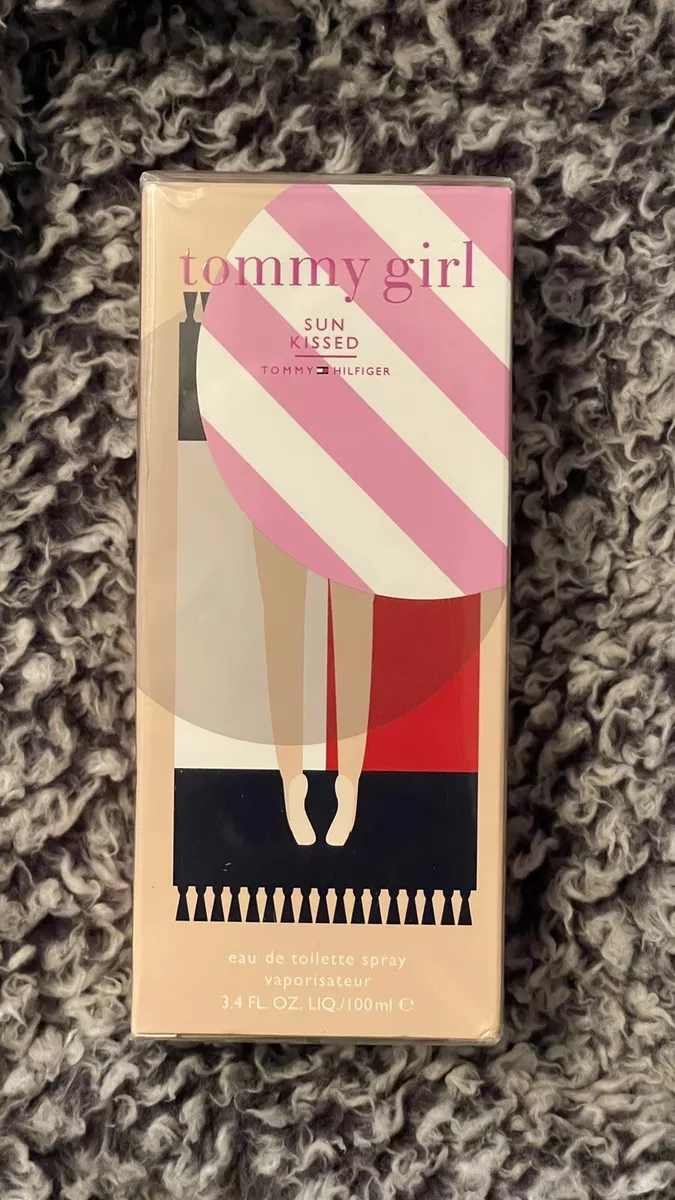 tommy girl
SUN
KISSED
TOMMY HILFIGER
eau de toilette spray
vaporisateur
3.4 FL. OZ. LIQ./100ml ℮